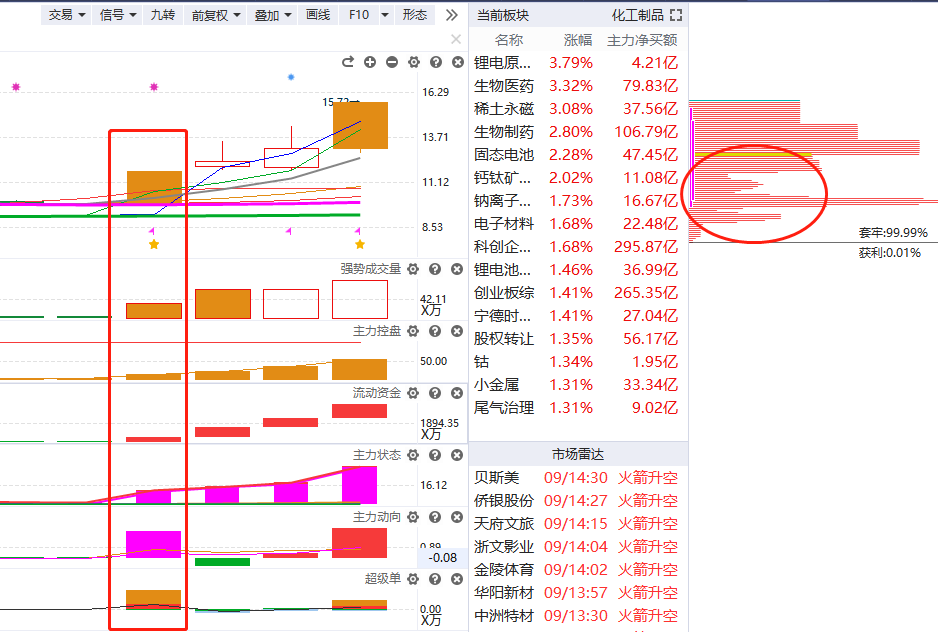 交易 信号 九转 前复权 叠加 画线 F10 形态
当前板块 化工制品
名称 涨幅 主力净买额
锂电原... 3.79% 4.21亿
生物医药 3.32% 79.83亿
稀土永磁 3.08% 37.56亿
生物制药 2.80% 106.79亿
固态电池 2.28% 47.45亿
钙钛矿... 2.02% 11.08亿
钠离子... 1.73% 16.67亿
电子材料 1.68% 22.48亿
科创企... 1.68% 295.87亿
锂电池... 1.46% 36.99亿
创业板综 1.41% 265.35亿
宁德时... 1.41% 27.04亿
股权转让 1.35% 56.17亿
钴 1.34% 1.95亿
小金属 1.31% 33.34亿
尾气治理 1.31% 9.02亿
市场雷达
贝斯美 09/14:30 火箭升空
侨银股份 09/14:27 火箭升空
天府文旅 09/14:15 火箭升空
浙文影业 09/14:04 火箭升空
金陵体育 09/14:02 火箭升空
华阳新材 09/13:57 火箭升空
中洲特材 09/13:30 火箭升空
16.29
13.71
11.12
8.53
强势成交量
42.11
X万
主力控盘
50.00
流动资金
1894.35
X万
主力状态
16.12
主力动向
0.89
-0.08
超级单
0.00
X万
套牢:99.99%
获利:0.01%